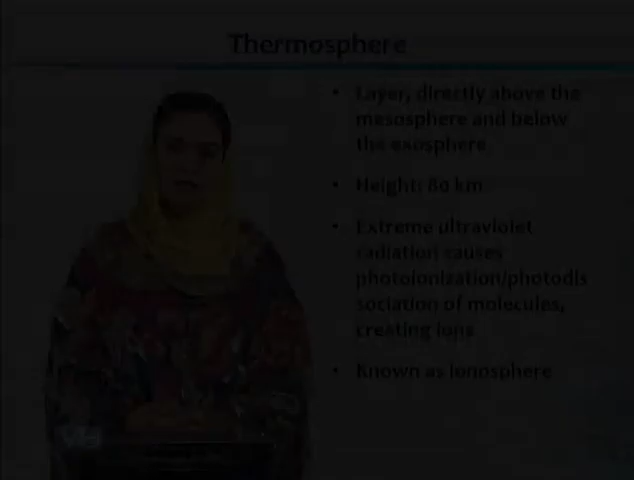 Thermosphere
• Layer, directly above the
mesosphere and below
the exosphere
• Height: 80 km
• Extreme ultraviolet
radiation causes
photoionization/photodis
sociation of molecules,
creating ions
• Known as Ionosphere